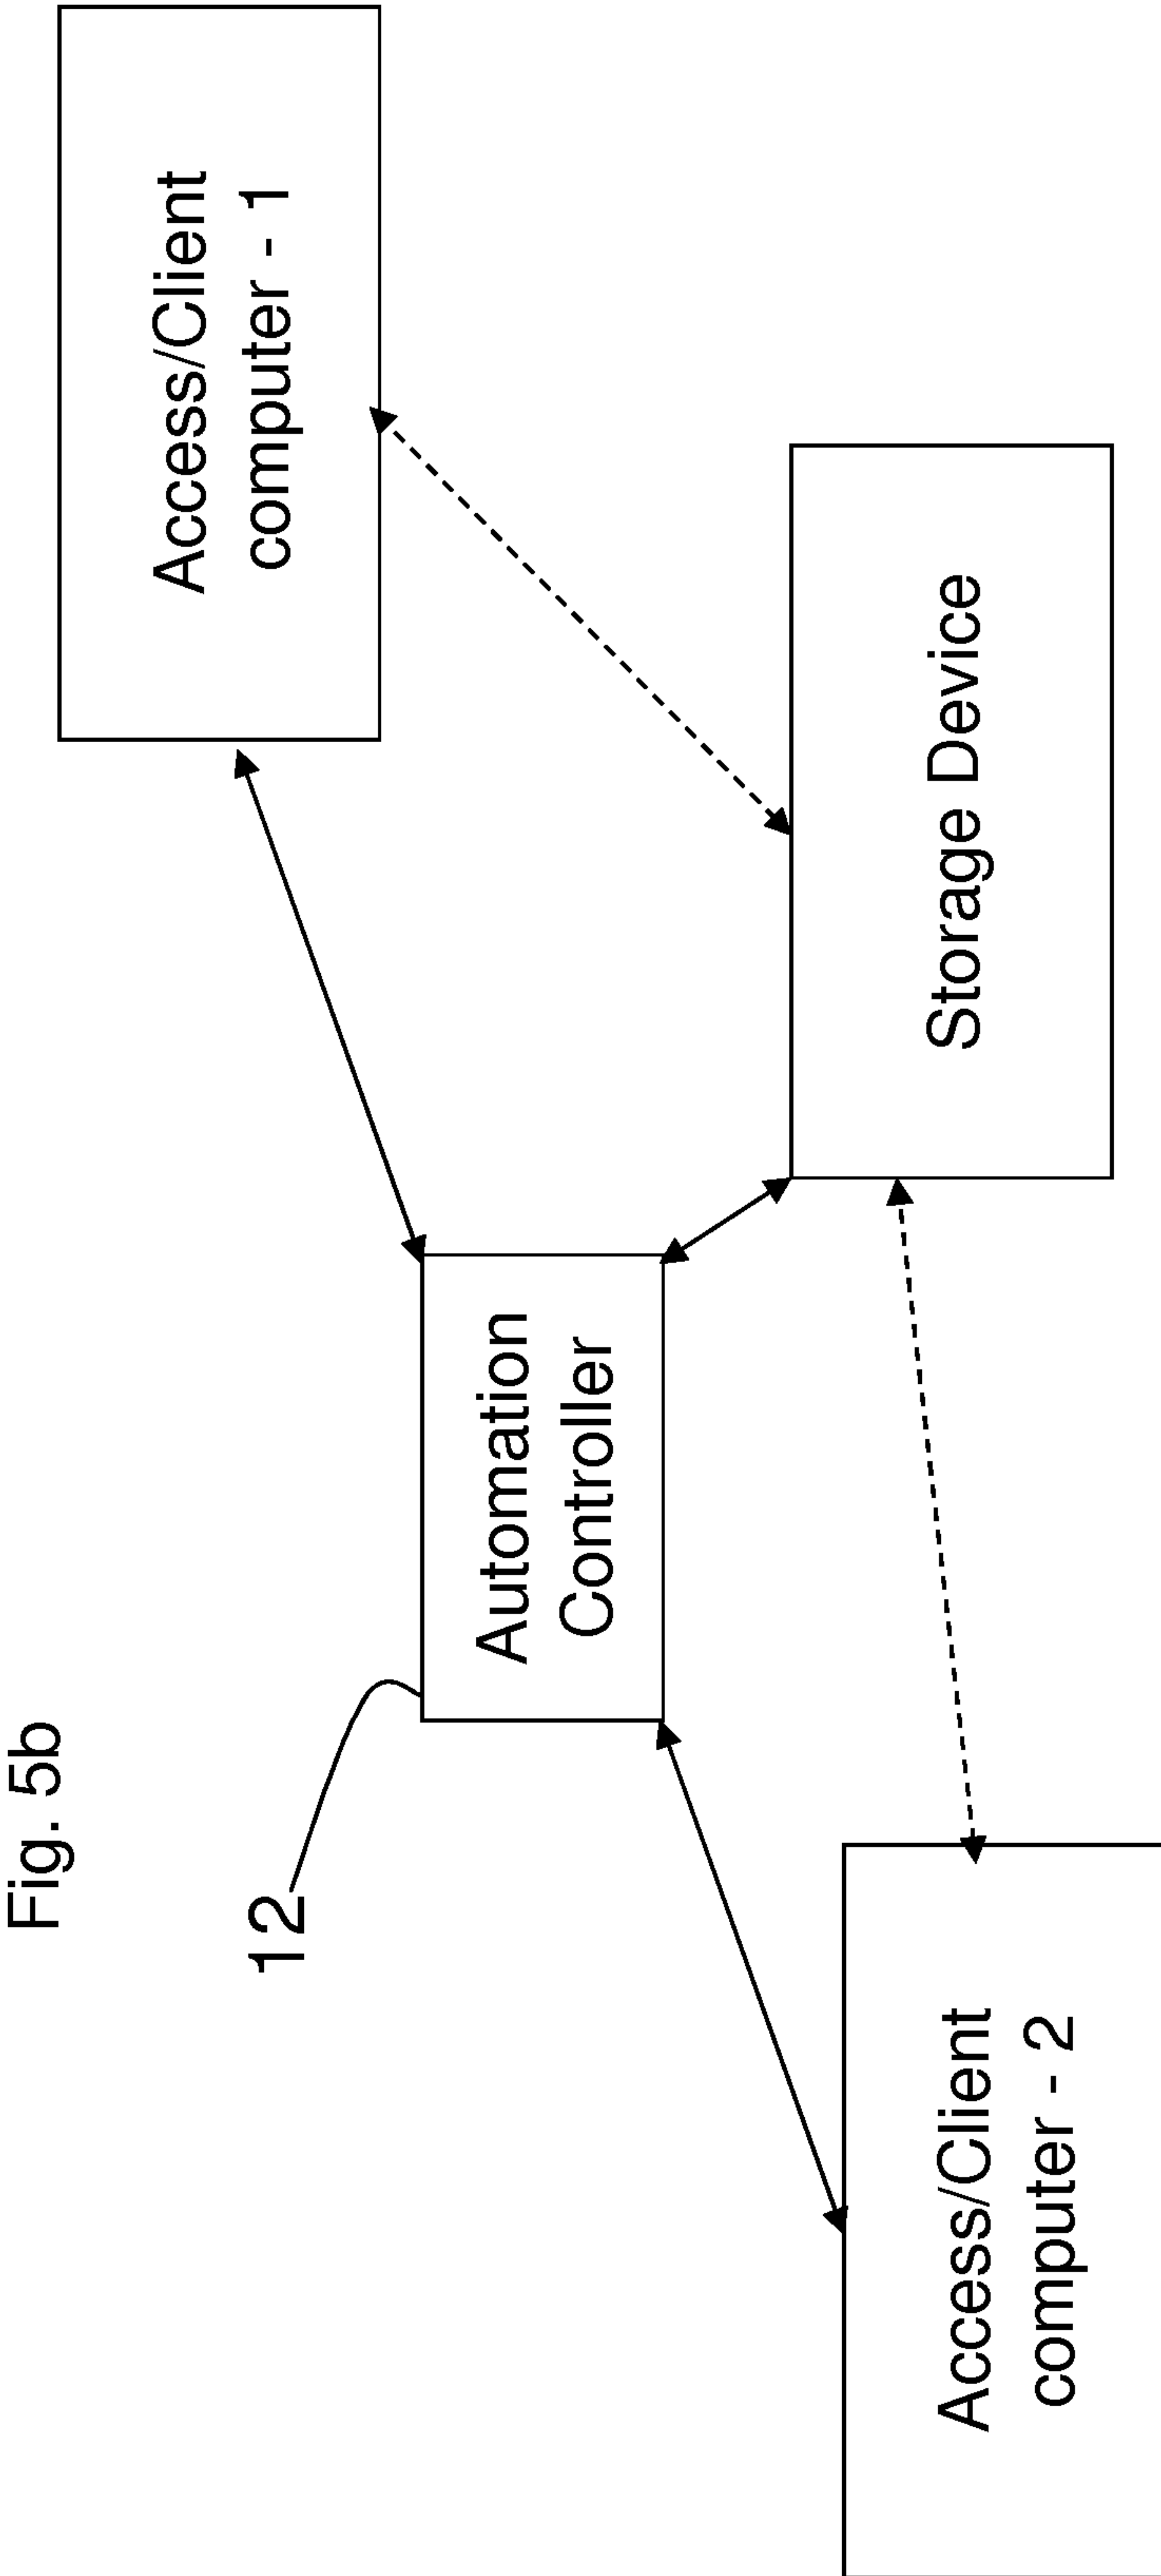 Fig. 5b
12
Access/Client
computer - 1
Automation
Controller
Storage Device
Access/Client
computer - 2